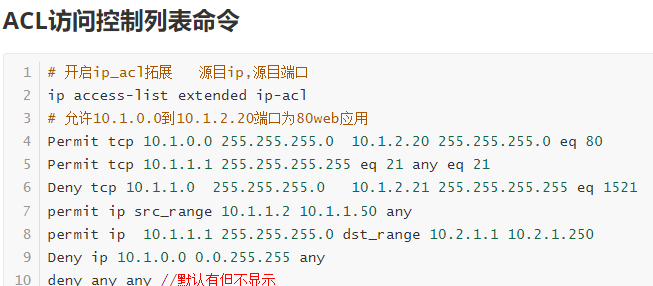 ACL访问控制列表命令
1 # 开启ip_acl拓展 源目ip,源目端口
2 ip access-list extended ip-acl
3 # 允许10.1.0.0到10.1.2.20端口为80web应用
4 Permit tcp 10.1.0.0 255.255.255.0 10.1.2.20 255.255.255.0 eq 80
5 Permit tcp 10.1.1.1 255.255.255.255 eq 21 any eq 21
6 Deny tcp 10.1.1.0 255.255.255.0 10.1.2.21 255.255.255.255 eq 1521
7 permit ip src_range 10.1.1.2 10.1.1.50 any
8 permit ip 10.1.1.1 255.255.255.0 dst_range 10.2.1.1 10.2.1.250
9 Deny ip 10.1.0.0 0.0.255.255 any
10 deny any any //默认有但不显示